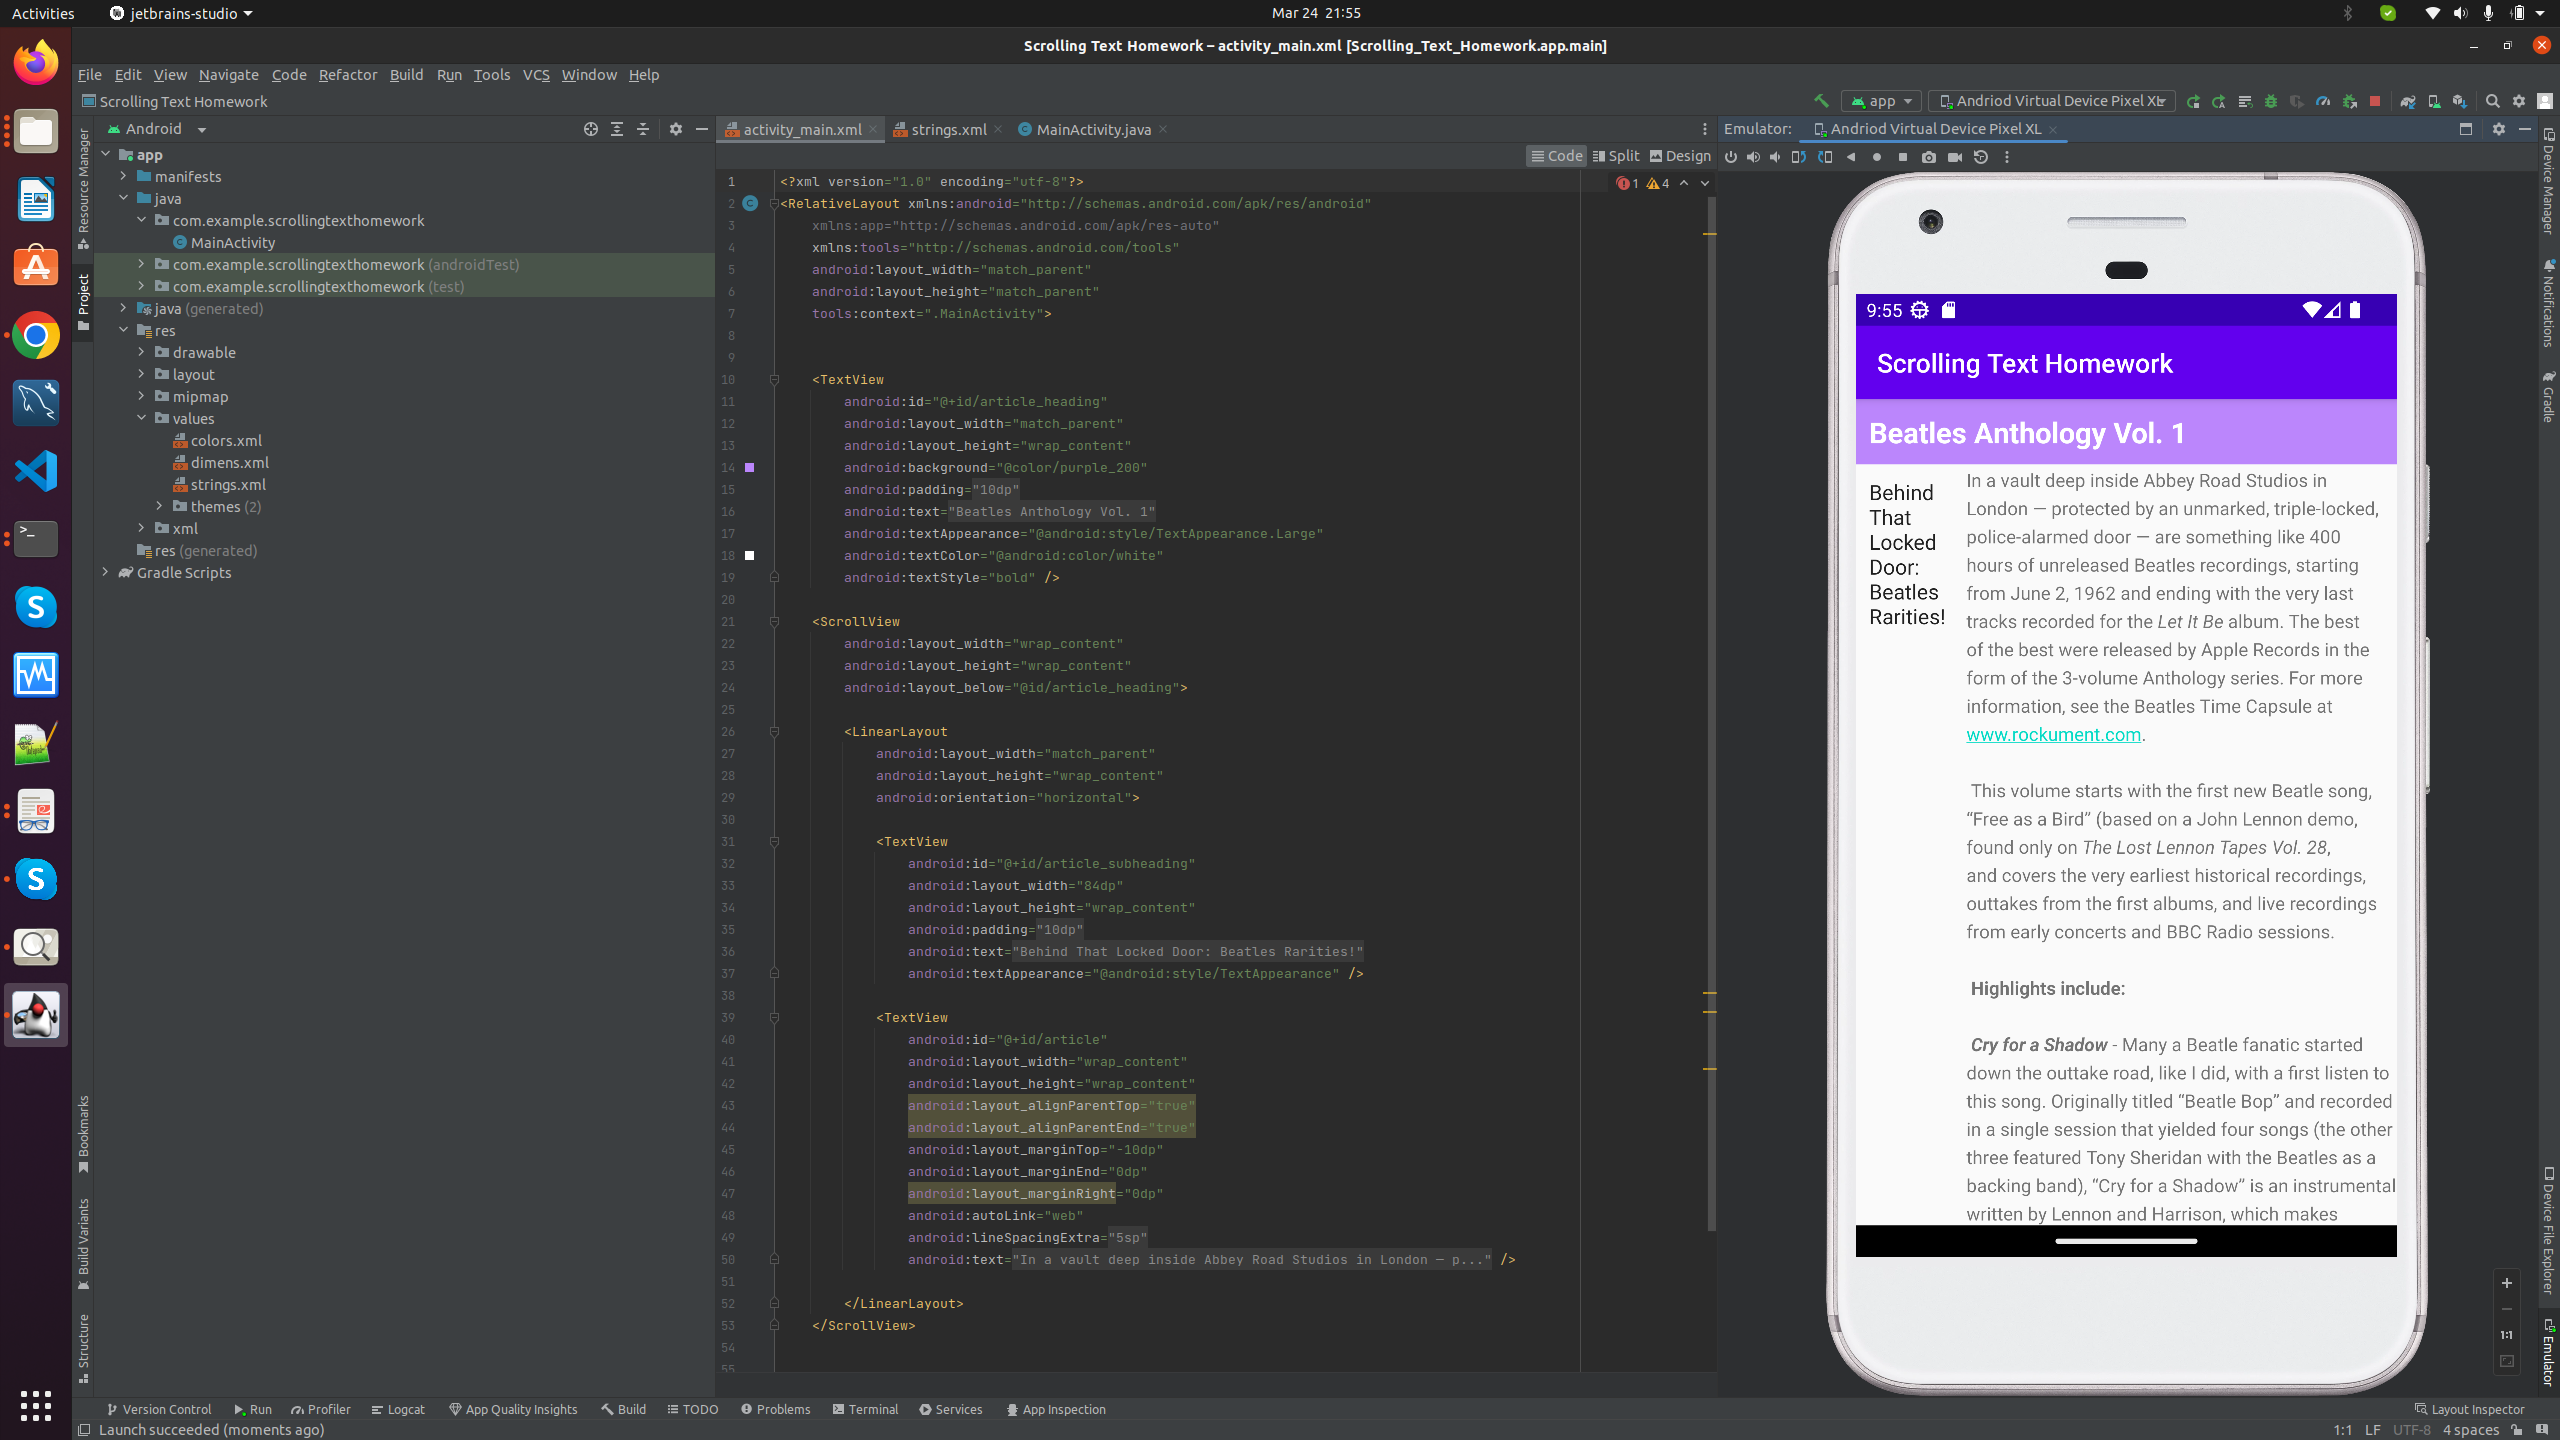 Activities
jetbrains-studio
Mar 24 21:55
Scrolling Text Homework – activity_main.xml [Scrolling_Text_Homework.app.main]
File Edit View Navigate Code Refactor Build Run Tools VCS Window Help
Scrolling Text Homework
app
Andriod Virtual Device Pixel XL
Resource Manager
Project
Bookmarks
Build Variants
Structure
Android
app
manifests
java
com.example.scrollingtexthomework
MainActivity
com.example.scrollingtexthomework (androidTest)
com.example.scrollingtexthomework (test)
java (generated)
res
drawable
layout
mipmap
values
colors.xml
dimens.xml
strings.xml
themes (2)
xml
res (generated)
Gradle Scripts
activity_main.xml
strings.xml
MainActivity.java
Code Split Design
1 4
1 <?xml version="1.0" encoding="utf-8"?>
2 <RelativeLayout xmlns:android="http://schemas.android.com/apk/res/android"
3 xmlns:app="http://schemas.android.com/apk/res-auto"
4 xmlns:tools="http://schemas.android.com/tools"
5 android:layout_width="match_parent"
6 android:layout_height="match_parent"
7 tools:context=".MainActivity">
8
9
10 <TextView
11 android:id="@+id/article_heading"
12 android:layout_width="match_parent"
13 android:layout_height="wrap_content"
14 android:background="@color/purple_200"
15 android:padding="10dp"
16 android:text="Beatles Anthology Vol. 1"
17 android:textAppearance="@android:style/TextAppearance.Large"
18 android:textColor="@android:color/white"
19 android:textStyle="bold" />
20
21 <ScrollView
22 android:layout_width="wrap_content"
23 android:layout_height="wrap_content"
24 android:layout_below="@id/article_heading">
25
26 <LinearLayout
27 android:layout_width="match_parent"
28 android:layout_height="wrap_content"
29 android:orientation="horizontal">
30
31 <TextView
32 android:id="@+id/article_subheading"
33 android:layout_width="84dp"
34 android:layout_height="wrap_content"
35 android:padding="10dp"
36 android:text="Behind That Locked Door: Beatles Rarities!"
37 android:textAppearance="@android:style/TextAppearance" />
38
39 <TextView
40 android:id="@+id/article"
41 android:layout_width="wrap_content"
42 android:layout_height="wrap_content"
43 android:layout_alignParentTop="true"
44 android:layout_alignParentEnd="true"
45 android:layout_marginTop="-10dp"
46 android:layout_marginEnd="0dp"
47 android:layout_marginRight="0dp"
48 android:autoLink="web"
49 android:lineSpacingExtra="5sp"
50 android:text="In a vault deep inside Abbey Road Studios in London — p..." />
51
52 </LinearLayout>
53 </ScrollView>
54
55
Emulator: Andriod Virtual Device Pixel XL
9:55
Scrolling Text Homework
Beatles Anthology Vol. 1
Behind
That
Locked
Door:
Beatles
Rarities!
In a vault deep inside Abbey Road Studios in
London — protected by an unmarked, triple-locked,
police-alarmed door — are something like 400
hours of unreleased Beatles recordings, starting
from June 2, 1962 and ending with the very last
tracks recorded for the Let It Be album. The best
of the best were released by Apple Records in the
form of the 3-volume Anthology series. For more
information, see the Beatles Time Capsule at
www.rockument.com.
This volume starts with the first new Beatle song,
“Free as a Bird” (based on a John Lennon demo,
found only on The Lost Lennon Tapes Vol. 28,
and covers the very earliest historical recordings,
outtakes from the first albums, and live recordings
from early concerts and BBC Radio sessions.
Highlights include:
Cry for a Shadow - Many a Beatle fanatic started
down the outtake road, like I did, with a first listen to
this song. Originally titled “Beatle Bop” and recorded
in a single session that yielded four songs (the other
three featured Tony Sheridan with the Beatles as a
backing band), “Cry for a Shadow” is an instrumental
written by Lennon and Harrison, which makes
1:1
Device Manager
Notifications
Gradle
Device File Explorer
Emulator
Version Control Run Profiler Logcat App Quality Insights Build TODO Problems Terminal Services App Inspection
Layout Inspector
Launch succeeded (moments ago)
1:1 LF UTF-8 4 spaces